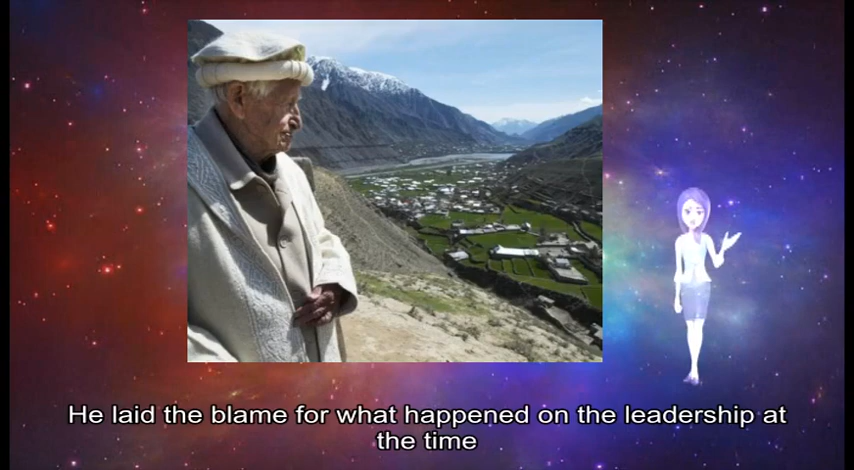 He laid the blame for what happened on the leadership at
the time